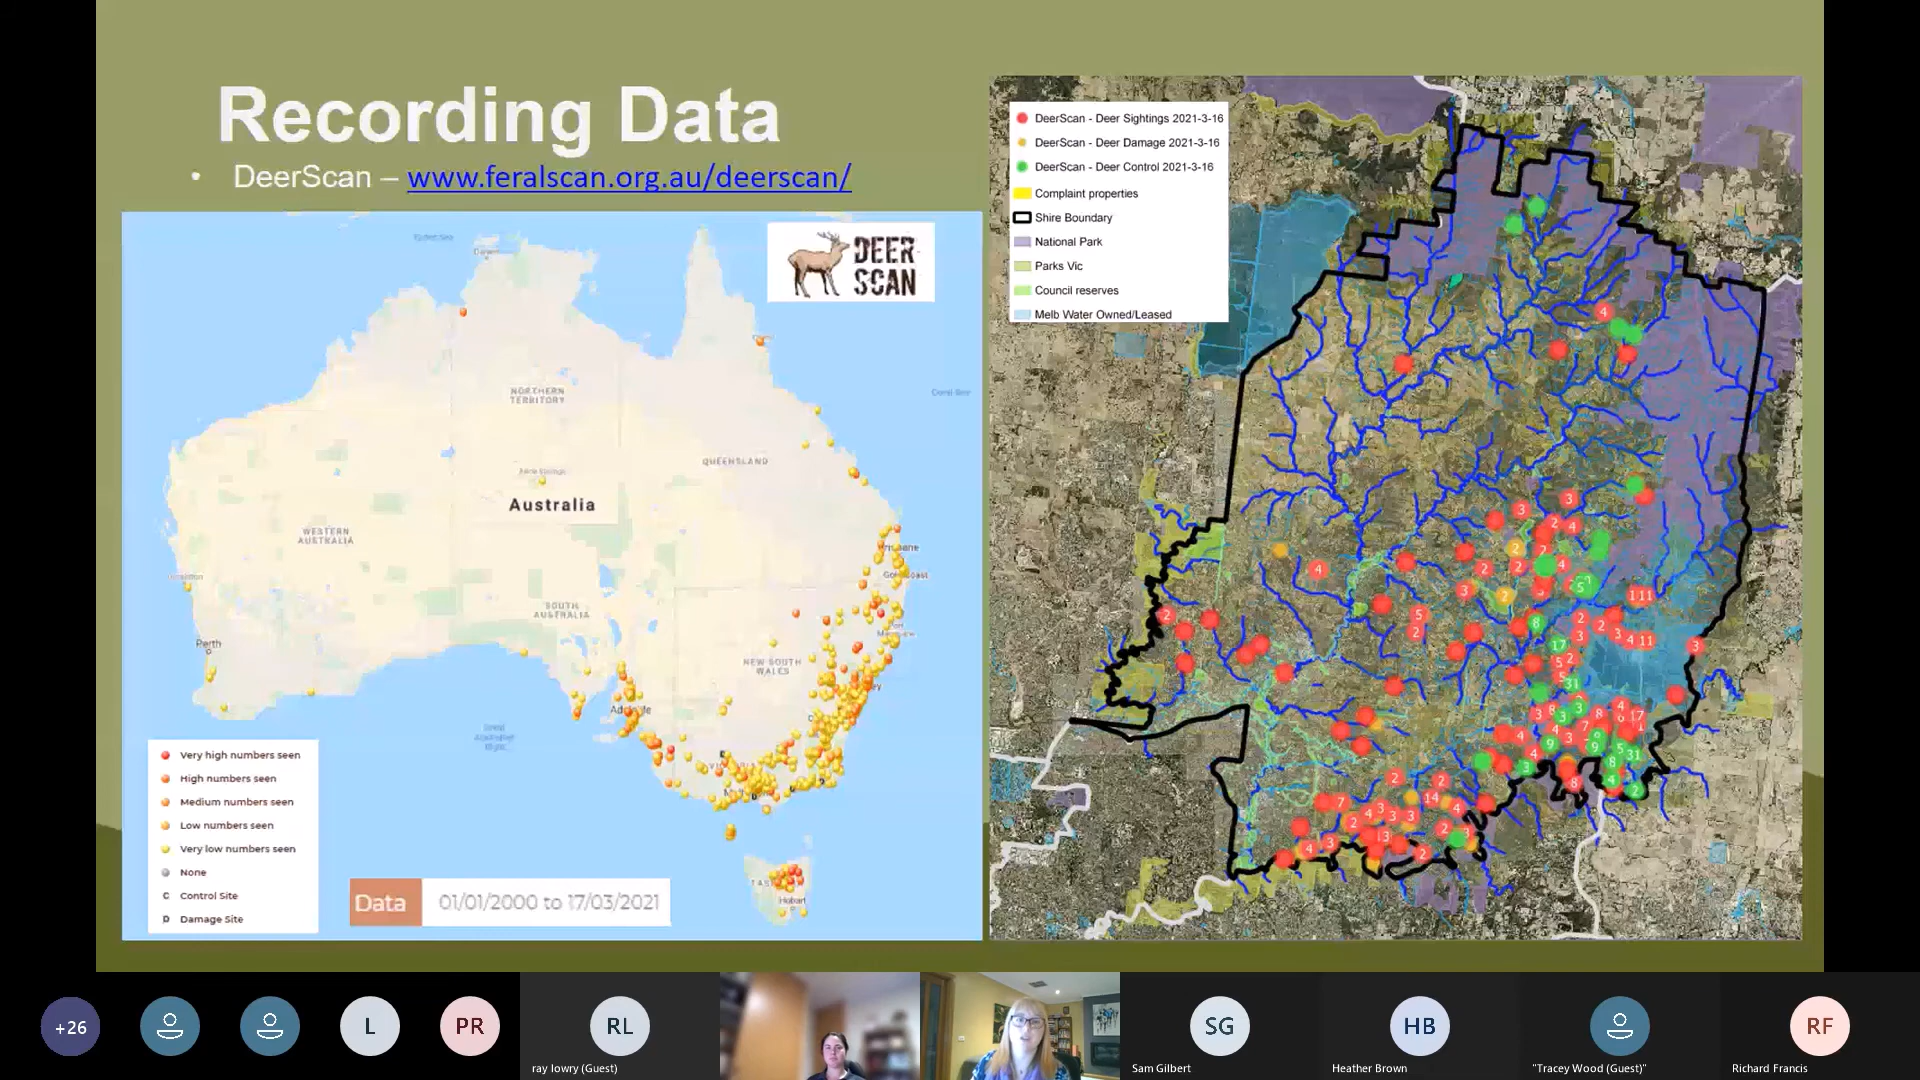 Recording Data
• DeerScan – www.feralscan.org.au/deerscan/
DEER
SCAN
Darwin
NORTHERN
TERRITORY
Coral Sea
QUEENSLAND
Alice Springs
Australia
WESTERN
AUSTRALIA
SOUTH
AUSTRALIA
Perth
NEW SOUTH
WALES
Adelaide
Hobart
Very high numbers seen
High numbers seen
Medium numbers seen
Low numbers seen
Very low numbers seen
None
C Control Site
D Damage Site
Data 01/01/2000 to 17/03/2021
DeerScan - Deer Sightings 2021-3-16
DeerScan - Deer Damage 2021-3-16
DeerScan - Deer Control 2021-3-16
Complaint properties
Shire Boundary
National Park
Parks Vic
Council reserves
Melb Water Owned/Leased
+26
L
PR
RL
ray lowry (Guest)
SG
Sam Gilbert
HB
Heather Brown
"Tracey Wood (Guest)"
RF
Richard Francis